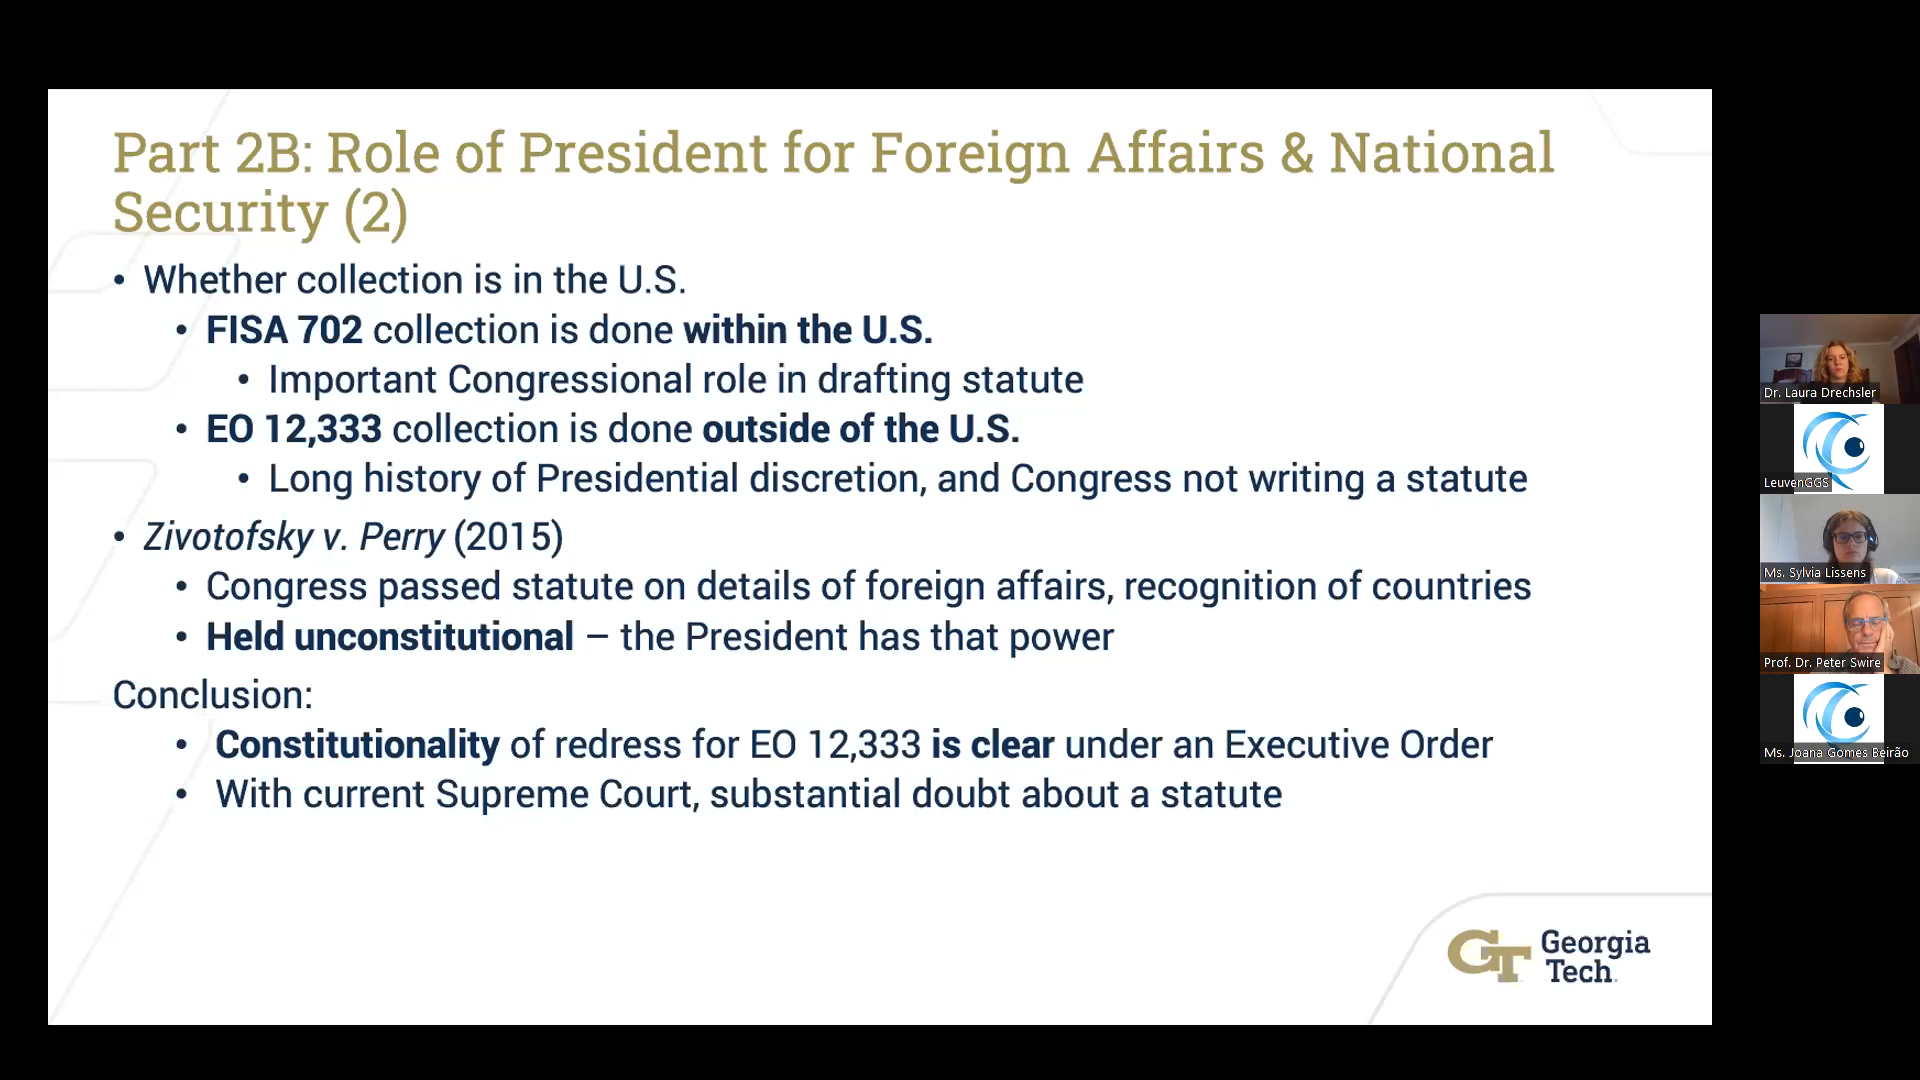 Part 2B: Role of President for Foreign Affairs & National
Security (2)
• Whether collection is in the U.S.
• FISA 702 collection is done within the U.S.
• Important Congressional role in drafting statute
• EO 12,333 collection is done outside of the U.S.
• Long history of Presidential discretion, and Congress not writing a statute
• Zivotofsky v. Perry (2015)
• Congress passed statute on details of foreign affairs, recognition of countries
• Held unconstitutional – the President has that power
Conclusion:
• Constitutionality of redress for EO 12,333 is clear under an Executive Order
• With current Supreme Court, substantial doubt about a statute
GT Georgia
Tech
Dr. Laura Drechsler
LeuvenGGS
Ms. Sylvia Lissens
Prof. Dr. Peter Swire
Ms. Joana Gomes Beirão